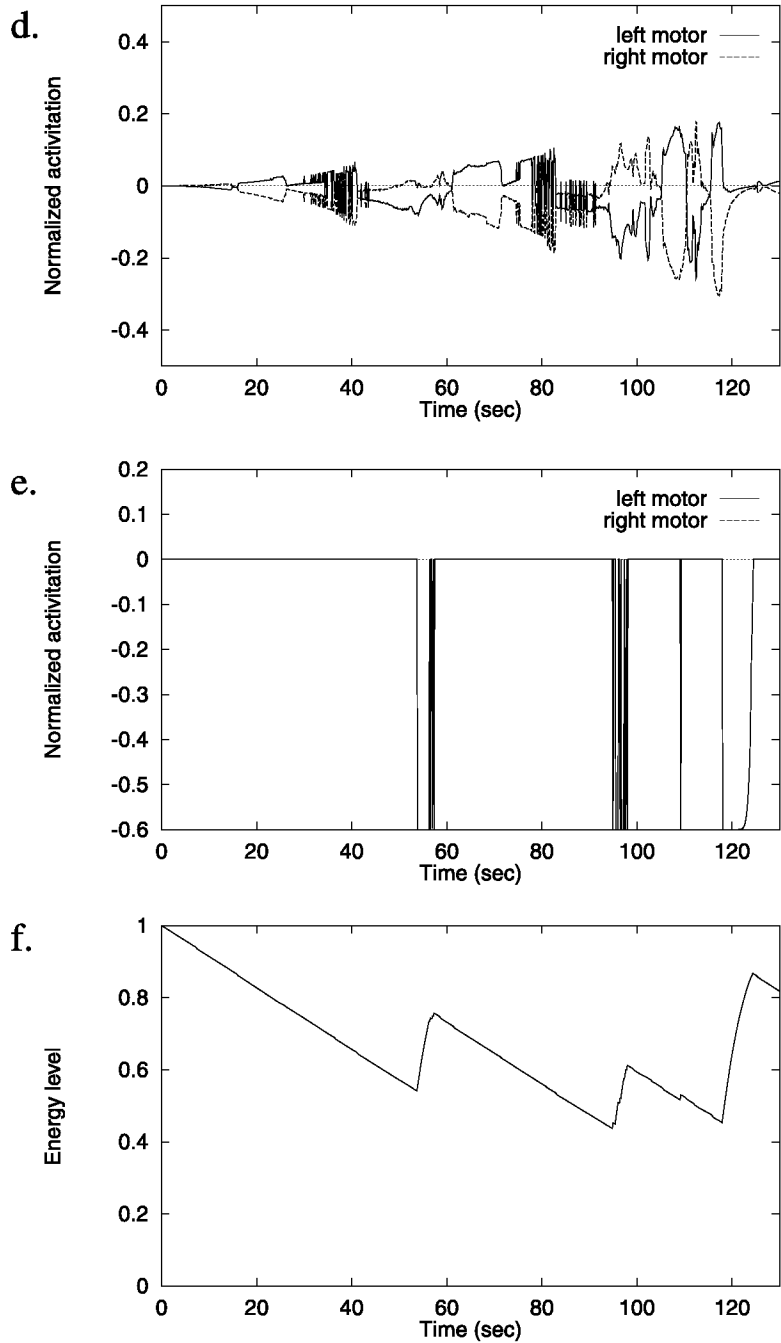 d.
0.4
0.2
0
-0.2
-0.4
Normalized activitation
left motor
right motor
0 20 40 60 80 100 120
Time (sec)
e.
0.2
0.1
0
-0.1
-0.2
-0.3
-0.4
-0.5
-0.6
Normalized activitation
left motor
right motor
0 20 40 60 80 100 120
Time (sec)
f.
1
0.8
0.6
0.4
0.2
0
Energy level
0 20 40 60 80 100 120
Time (sec)